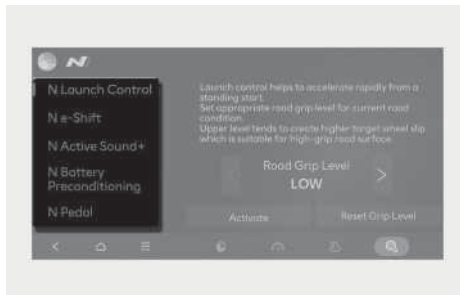 N
N Launch Control
N e-Shift
N Active Sound+
N Battery
Preconditioning
N Pedal
Launch control helps to accelerate rapidly from a
standing start.
Set appropriate road grip level for current road
condition.
Upper level tends to create higher target wheel slip
which is suitable for high-grip road surface.
Road Grip Level
LOW
Activate
Reset Grip Level